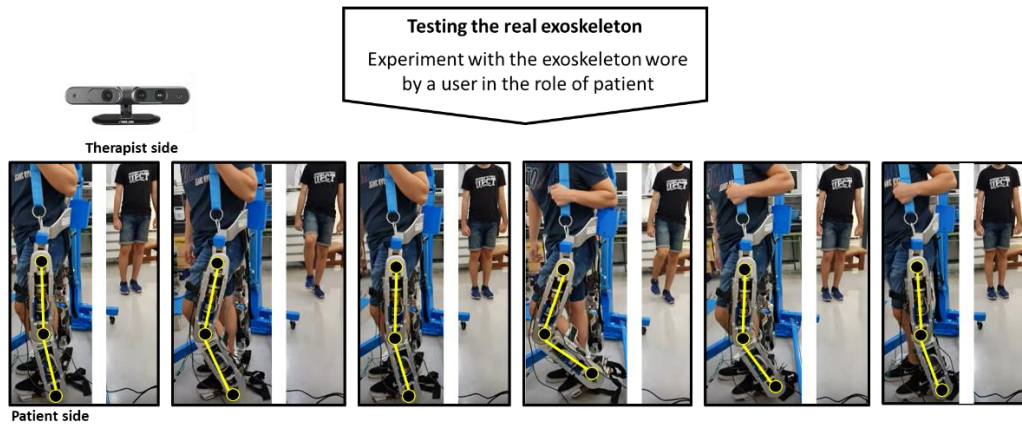 Testing the real exoskeleton
Experiment with the exoskeleton wore
by a user in the role of patient
Therapist side
Patient side